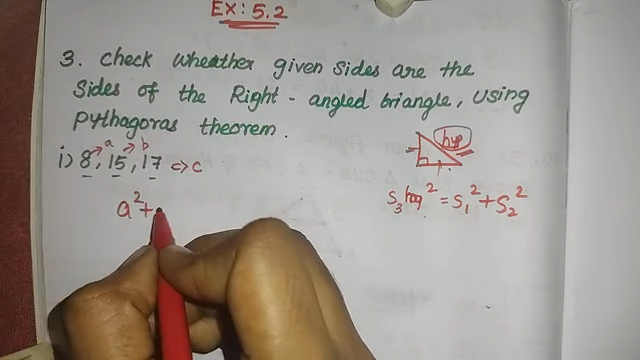 EX: 5.2
3. Check wheather given sides are the
sides of the Right-angled triangle, using
pythagoras theorem.
a b
i) 8, 15, 17 => c
hyp
S₃ hyp² = S₁² + S₂²
a² +